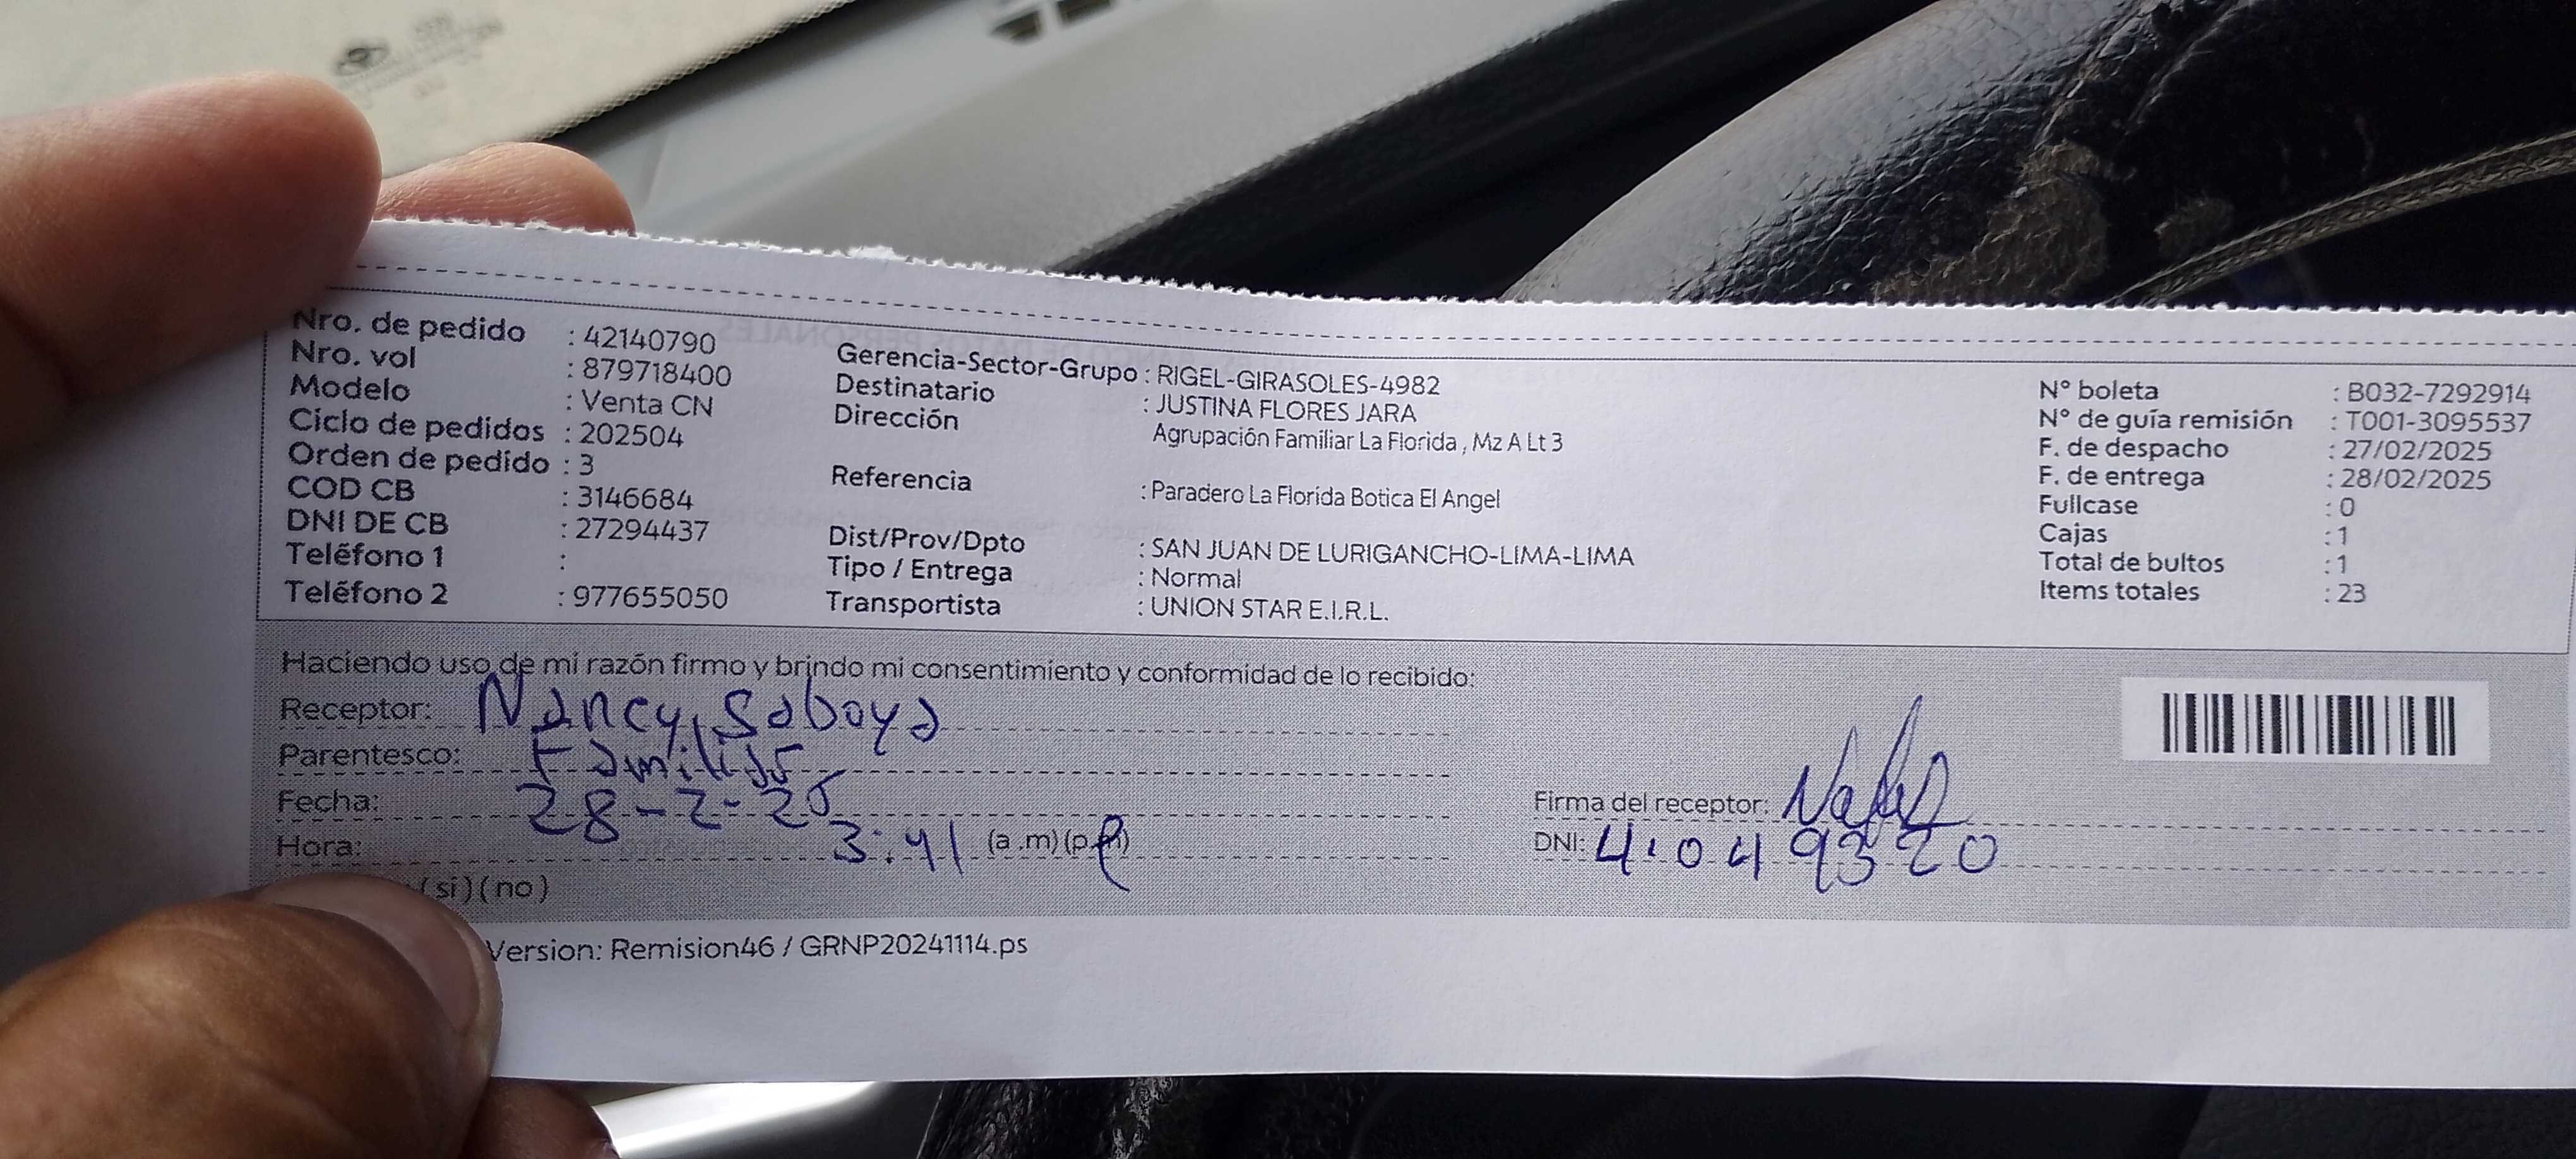 Nro. de pedido : 42140790
Nro. vol : 879718400
Modelo : Venta CN
Ciclo de pedidos : 202504
Orden de pedido : 3
COD CB : 3146684
DNI DE CB : 27294437
Teléfono 1 :
Teléfono 2 : 977655050
Gerencia-Sector-Grupo : RIGEL-GIRASOLES-4982
Destinatario : JUSTINA FLORES JARA
Dirección Agrupación Familiar La Florida , Mz A Lt 3
Referencia : Paradero La Florida Botica El Angel
Dist/Prov/Dpto : SAN JUAN DE LURIGANCHO-LIMA-LIMA
Tipo / Entrega : Normal
Transportista : UNION STAR E.I.R.L.
N° boleta : B032-7292914
N° de guía remisión : T001-3095537
F. de despacho : 27/02/2025
F. de entrega : 28/02/2025
Fullcase : 0
Cajas : 1
Total de bultos : 1
Items totales : 23
Haciendo uso de mi razón firmo y brindo mi consentimiento y conformidad de lo recibido:
Receptor: Nancy Saboya
Parentesco: Familiar
Fecha: 28-2-25
Hora: 3:41 (a .m) (p.m)
(si) (no)
Firma del receptor:
DNI: 41049320
Version: Remision46 / GRNP20241114.ps